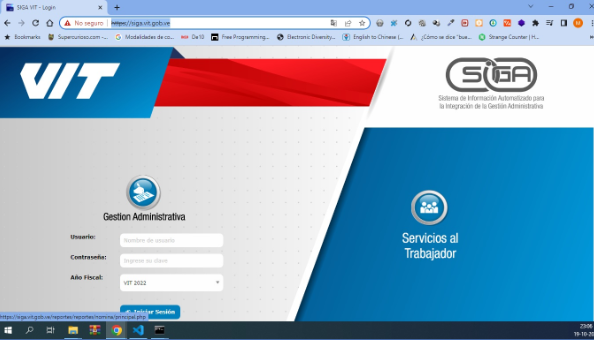 SIGA VIT - Login
No seguro
https://siga.vit.gob.ve
Bookmarks
Supercurioso.com -...
Modalidades de co...
De10
Free Programming...
Electronic Diversity...
English to Chinese (...
¿Cómo se dice "bue...
Strange Counter | H...
VIT
SIGA
Sistema de Información Automatizado para
la Integración de la Gestión Administrativa
Gestion Administrativa
Usuario:
Nombre de usuario
Contraseña:
Ingrese su clave
Año Fiscal:
VIT 2022
Iniciar Sesión
Servicios al
Trabajador
https://siga.vit.gob.ve/reportes/reportes/nomina/principal.php
23:06